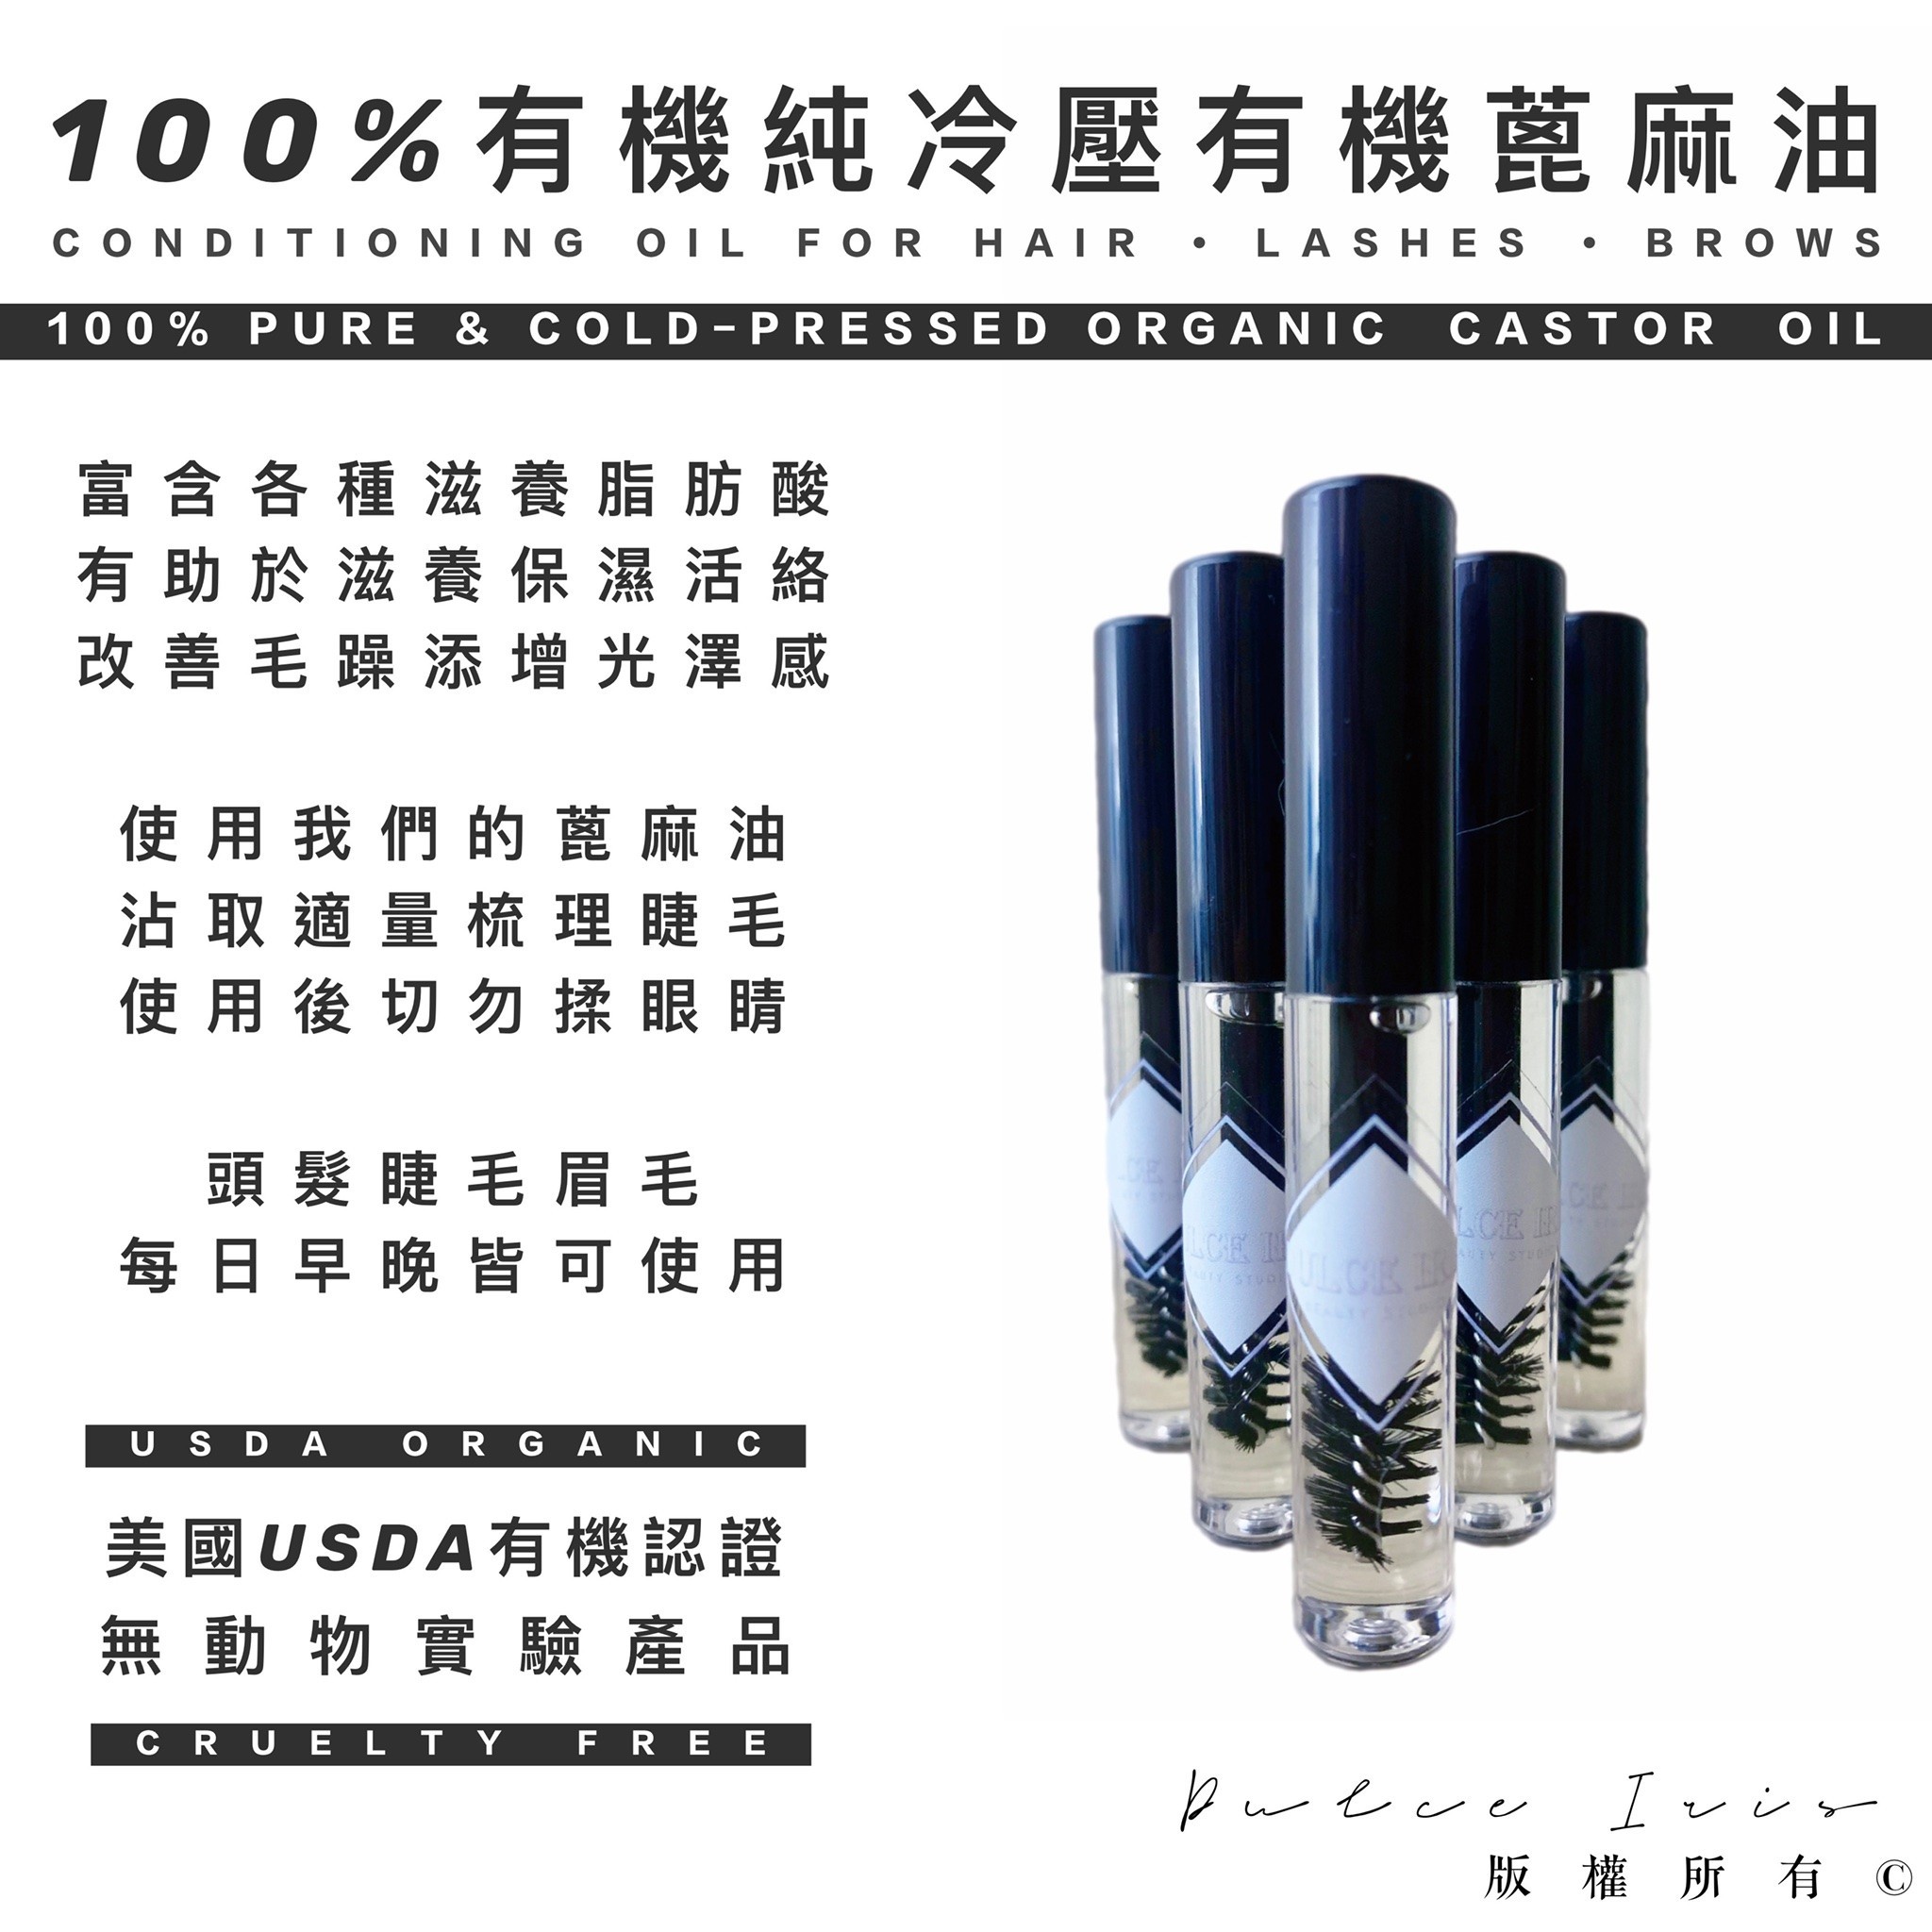 100%有機純冷壓有機蓖麻油
CONDITIONING OIL FOR HAIR • LASHES • BROWS
100% PURE & COLD-PRESSED ORGANIC CASTOR OIL
富含各種滋養脂肪酸
有助於滋養保濕活絡
改善毛躁添增光澤感
使用我們的蓖麻油
沾取適量梳理睫毛
使用後切勿揉眼睛
頭髮睫毛眉毛
每日早晚皆可使用
USDA ORGANIC
美國USDA有機認證
無動物實驗產品
CRUELTY FREE
Dulce Iris
版權所有©